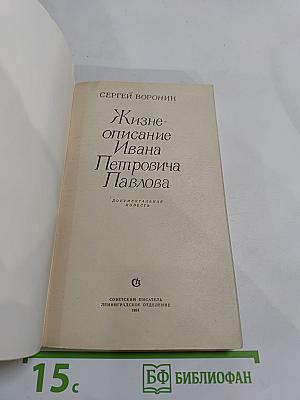 СЕРГЕЙ ВОРОНИН
Жизне-
описание
Ивана
Петровича
Павлова
ДОКУМЕНТАЛЬНАЯ
ПОВЕСТЬ
СОВЕТСКИЙ ПИСАТЕЛЬ
ЛЕНИНГРАДСКОЕ ОТДЕЛЕНИЕ
15с
БФ БИБЛИОФАН